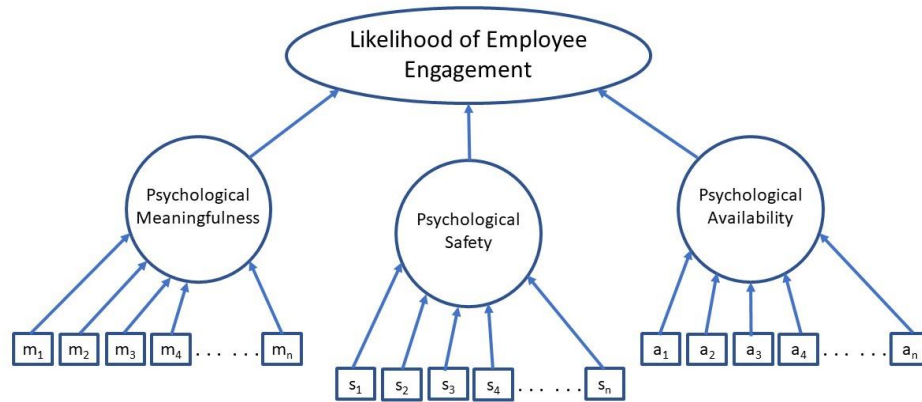 Likelihood of Employee
Engagement
Psychological
Meaningfulness
Psychological
Safety
Psychological
Availability
m₁ m₂ m₃ m₄ . . . . . . mₙ
s₁ s₂ s₃ s₄ . . . . . . sₙ
a₁ a₂ a₃ a₄ . . . . . . aₙ